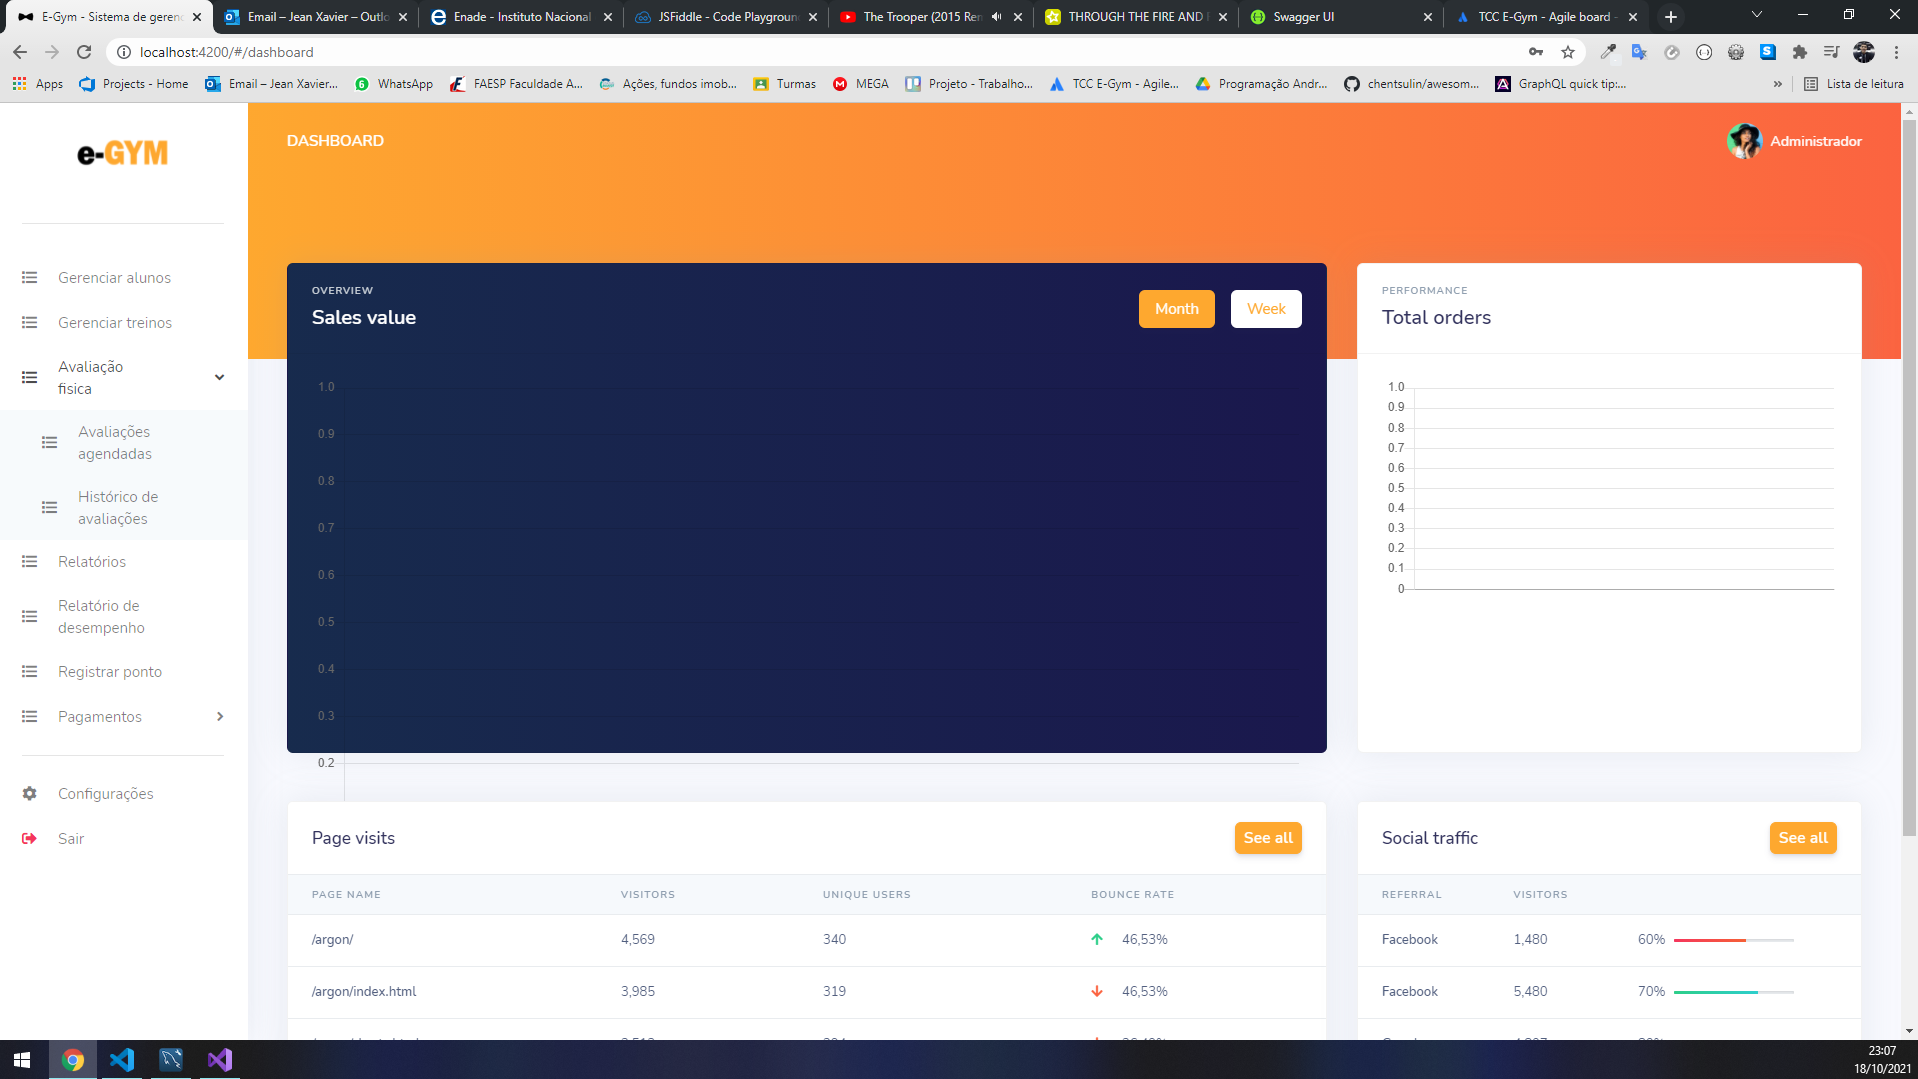 E-Gym - Sistema de gerenc
Email – Jean Xavier – Outlo
Enade - Instituto Nacional
JSFiddle - Code Playground
The Trooper (2015 Rem
THROUGH THE FIRE AND F
Swagger UI
TCC E-Gym - Agile board -
localhost:4200/#/dashboard
Apps
Projects - Home
Email – Jean Xavier...
WhatsApp
FAESP Faculdade A...
Ações, fundos imob...
Turmas
MEGA
Projeto - Trabalho...
TCC E-Gym - Agile...
Programação Andr...
chentsulin/awesom...
GraphQL quick tip:...
»
Lista de leitura
e-GYM
DASHBOARD
Administrador
Gerenciar alunos
Gerenciar treinos
Avaliação
fisica
Avaliações
agendadas
Histórico de
avaliações
Relatórios
Relatório de
desempenho
Registrar ponto
Pagamentos
Configurações
Sair
OVERVIEW
Sales value
Month
Week
1.0
0.9
0.8
0.7
0.6
0.5
0.4
0.3
0.2
PERFORMANCE
Total orders
1.0
0.9
0.8
0.7
0.6
0.5
0.4
0.3
0.2
0.1
0
Page visits
See all
PAGE NAME VISITORS UNIQUE USERS BOUNCE RATE
/argon/ 4,569 340 46,53%
/argon/index.html 3,985 319 46,53%
Social traffic
See all
REFERRAL VISITORS
Facebook 1,480 60%
Facebook 5,480 70%
23:07
18/10/2021